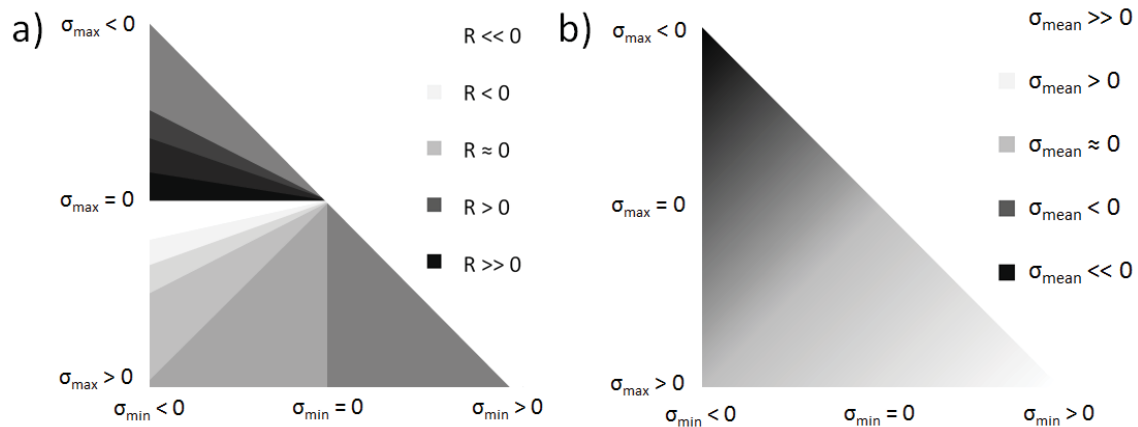 a)
σmax < 0
σmax = 0
σmax > 0
σmin < 0
σmin = 0
σmin > 0
R << 0
R < 0
R ≈ 0
R > 0
R >> 0
b)
σmax < 0
σmax = 0
σmax > 0
σmin < 0
σmin = 0
σmin > 0
σmean >> 0
σmean > 0
σmean ≈ 0
σmean < 0
σmean << 0